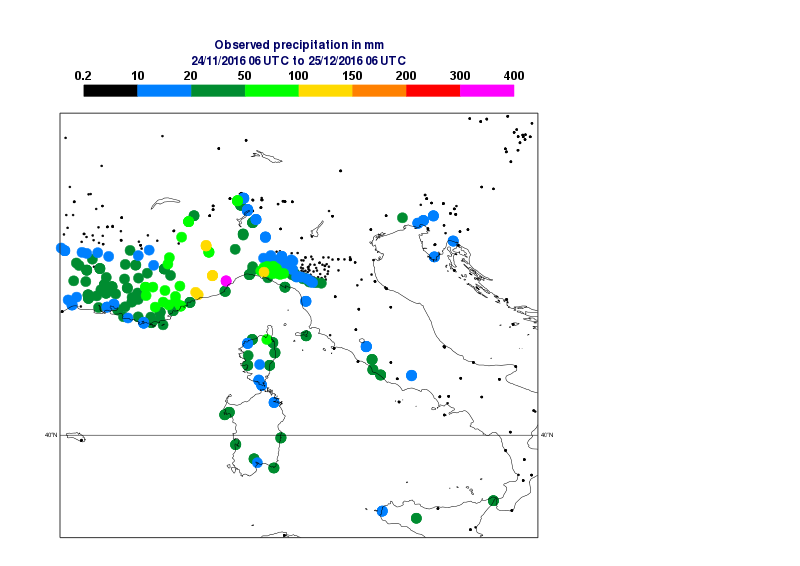 Observed precipitation in mm
24/11/2016 06 UTC to 25/12/2016 06 UTC
0.2 10 20 50 100 150 200 300 400
40°N 40°N